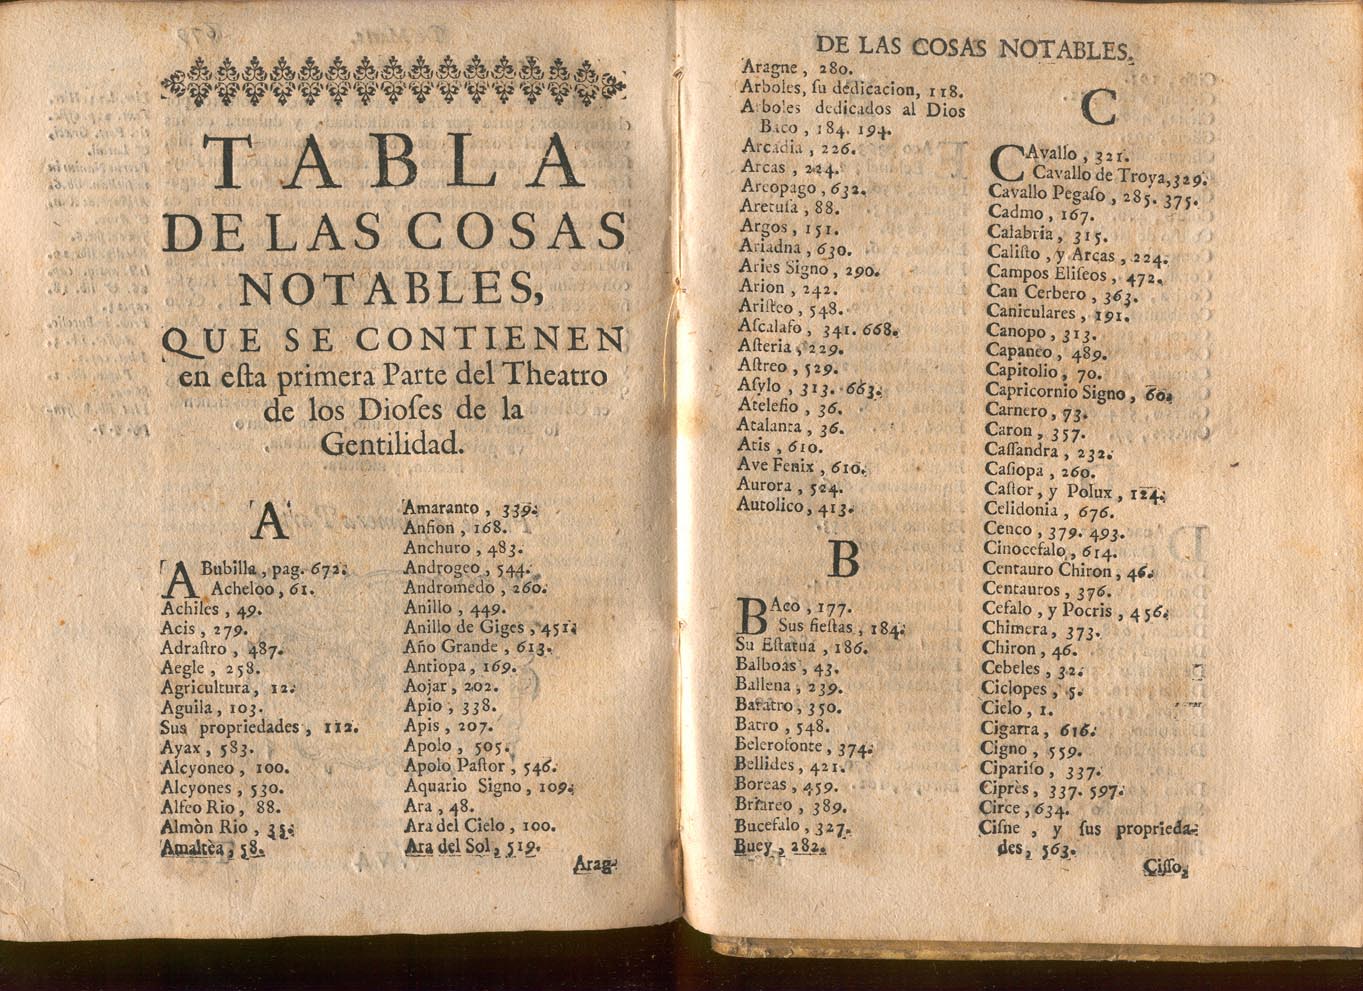 TABLA
DE LAS COSAS
NOTABLES,
QUE SE CONTIENEN
en eſta primera Parte del Theatro
de los Dioſes de la
Gentilidad.
A
ABubilla, pag. 672.
Acheloo, 61.
Achiles, 49.
Acis, 279.
Adraſtro, 487.
Aegle, 258.
Agricultura, 12.
Aguila, 103.
Sus propriedades, 112.
Ayax, 583.
Alcyoneo, 100.
Alcyones, 530.
Alfeo Rio, 88.
Almòn Rio, 35.
Amaltèa, 58.
Amaranto, 339.
Anfion, 168.
Anchuro, 483.
Androgeo, 544.
Andromedo, 260.
Anillo, 449.
Anillo de Giges, 451.
Año Grande, 613.
Antiopa, 169.
Aojar, 202.
Apio, 338.
Apis, 207.
Apolo, 505.
Apolo Paſtor, 546.
Aquario Signo, 109.
Ara, 48.
Ara del Cielo, 100.
Ara del Sol, 519.
Arag-
DE LAS COSAS NOTABLES.
Aragne, 280.
Arboles, ſu dedicacion, 118.
Arboles dedicados al Dios
Baco, 184. 194.
Arcadia, 226.
Arcas, 224.
Areopago, 632.
Aretuſa, 88.
Argos, 151.
Ariadna, 630.
Aries Signo, 290.
Arion, 242.
Ariſteo, 548.
Aſcalafo, 341. 668.
Aſteria, 229.
Aſtreo, 529.
Aſylo, 313. 663.
Ateleſio, 36.
Atalanta, 36.
Atis, 610.
Ave Fenix, 610.
Aurora, 524.
Autolico, 413.
B
BAco, 177.
Sus fieſtas, 184.
Su Eſtatua, 186.
Balboas, 43.
Ballena, 239.
Baratro, 350.
Batro, 548.
Belerofonte, 374.
Bellides, 421.
Boreas, 459.
Briareo, 389.
Bucefalo, 327.
Buey, 282.
C
CAvallo, 321.
Cavallo de Troya, 329.
Cavallo Pegaſo, 285. 375.
Cadmo, 167.
Calabria, 315.
Caliſto, y Arcas, 224.
Campos Eliſeos, 472.
Can Cerbero, 363.
Caniculares, 191.
Canopo, 313.
Capaneo, 489.
Capitolio, 70.
Capricornio Signo, 60.
Carnero, 73.
Caron, 357.
Caſſandra, 232.
Caſiopa, 260.
Caſtor, y Polux, 124.
Celidonia, 676.
Cenco, 379. 493.
Cinocefalo, 614.
Centauro Chiron, 46.
Centauros, 376.
Cefalo, y Pocris, 456.
Chimera, 373.
Chiron, 46.
Cebeles, 32.
Ciclopes, 5.
Cielo, 1.
Cigarra, 616.
Cigno, 559.
Cipariſo, 337.
Ciprès, 337. 597.
Circe, 634.
Ciſne, y ſus proprieda-
des, 563.
Ciſſo,